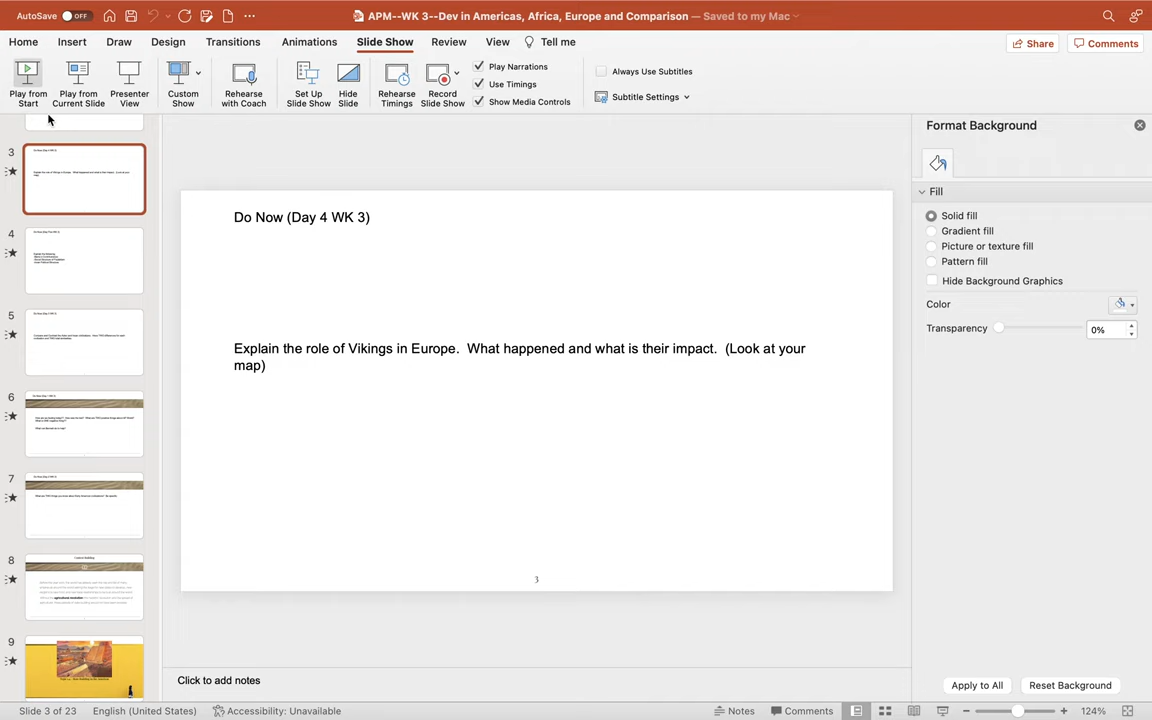 AutoSave OFF
APM--WK 3--Dev in Americas, Africa, Europe and Comparison — Saved to my Mac
Home Insert Draw Design Transitions Animations Slide Show Review View Tell me
Share Comments
Play from Start
Play from Current Slide
Presenter View
Custom Show
Rehearse with Coach
Set Up Slide Show
Hide Slide
Rehearse Timings
Record Slide Show
Play Narrations
Use Timings
Show Media Controls
Always Use Subtitles
Subtitle Settings
3
4
5
6
7
8
9
Do Now (Day 4 WK 3)
Explain the role of Vikings in Europe. What happened and what is their impact. (Look at your
map)
3
Click to add notes
Format Background
Fill
Solid fill
Gradient fill
Picture or texture fill
Pattern fill
Hide Background Graphics
Color
Transparency 0%
Apply to All Reset Background
Slide 3 of 23 English (United States) Accessibility: Unavailable Notes Comments 124%